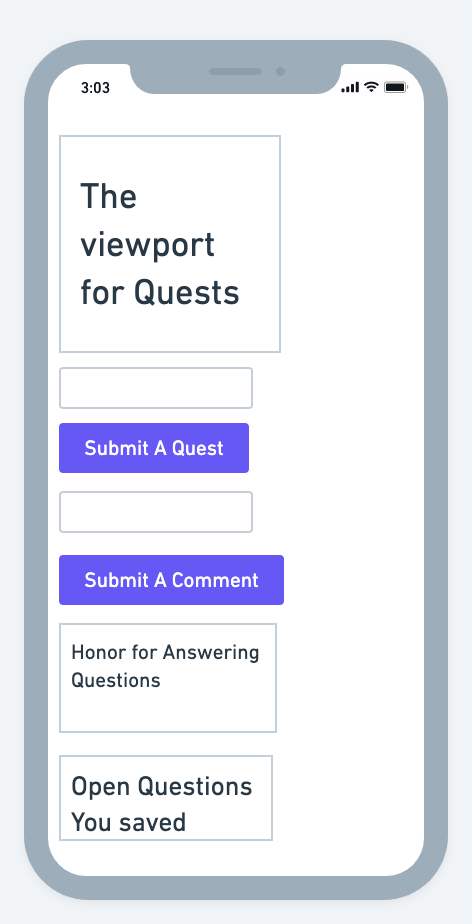 3:03
The
viewport
for Quests
Submit A Quest
Submit A Comment
Honor for Answering
Questions
Open Questions
You saved